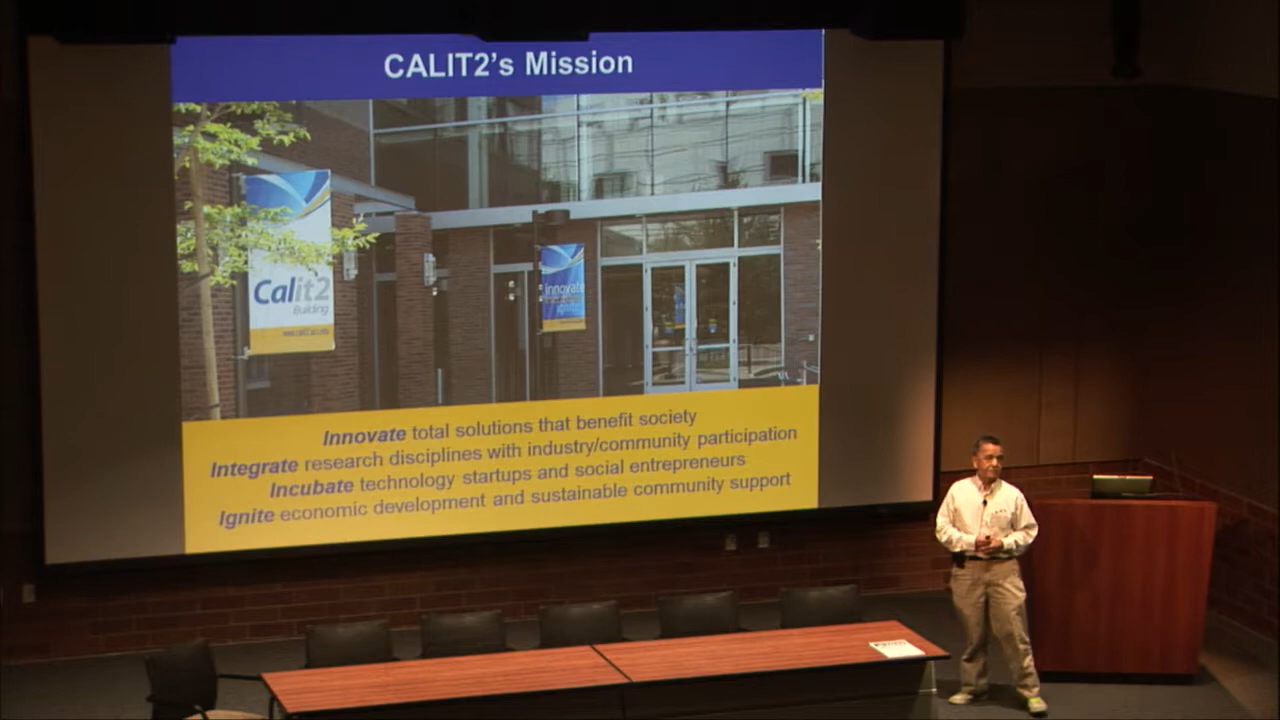 CALIT2's Mission
Calit2
Building
innovate
ignite
Innovate total solutions that benefit society
Integrate research disciplines with industry/community participation
Incubate technology startups and social entrepreneurs
Ignite economic development and sustainable community support